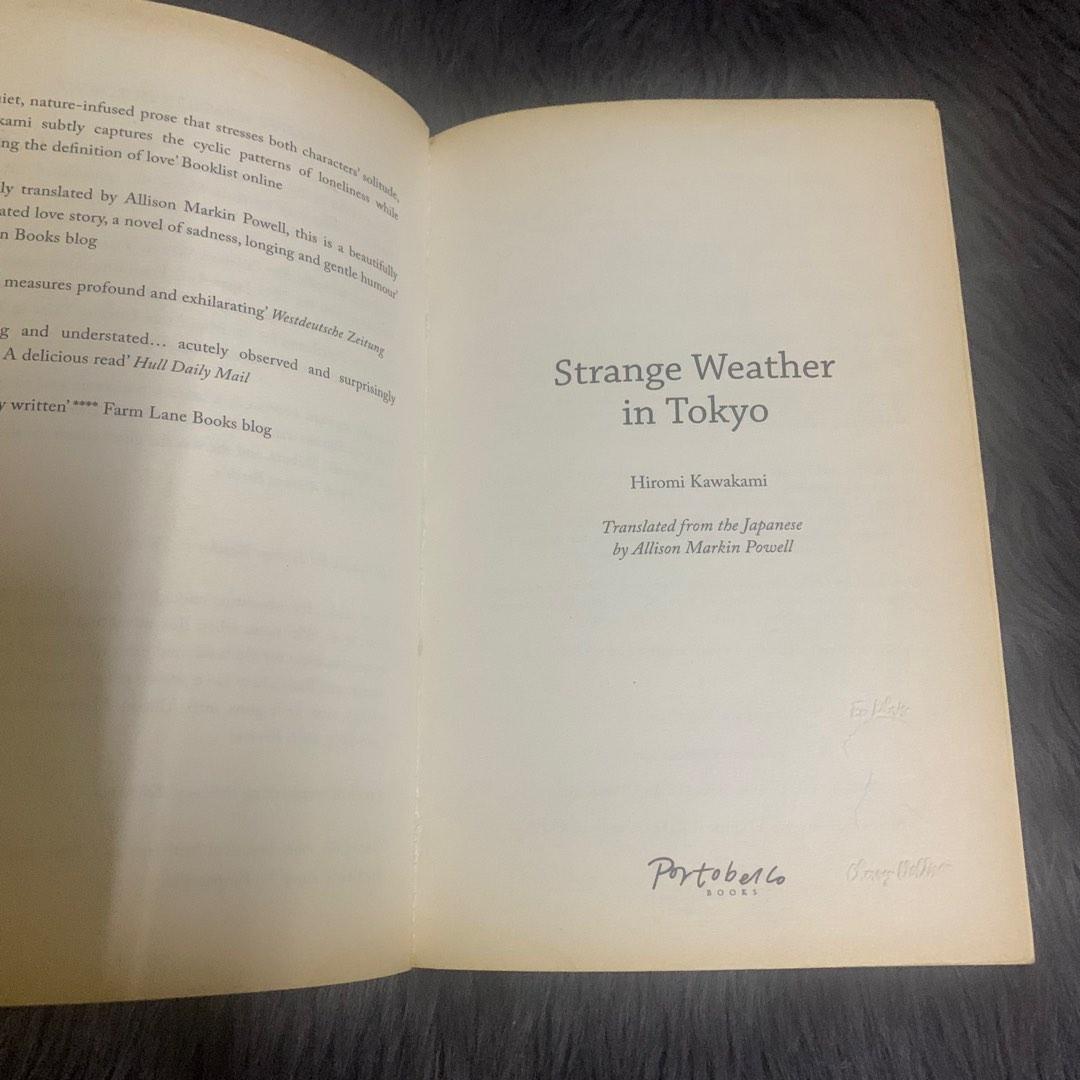 iet, nature-infused prose that stresses both characters' solitude,
kami subtly captures the cyclic patterns of loneliness while
ng the definition of love' Booklist online
ly translated by Allison Markin Powell, this is a beautifully
ated love story, a novel of sadness, longing and gentle humour'
n Books blog
measures profound and exhilarating' Westdeutsche Zeitung
g and understated... acutely observed and surprisingly
A delicious read' Hull Daily Mail
y written' **** Farm Lane Books blog
Strange Weather
in Tokyo
Hiromi Kawakami
Translated from the Japanese
by Allison Markin Powell
Portobello
BOOKS